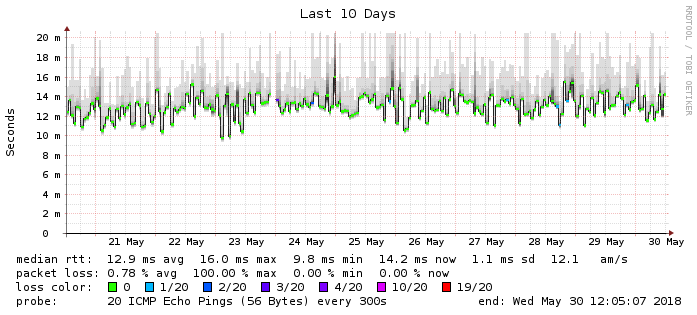 Last 10 Days
RRDTOOL / TOBI OETIKER
Seconds
20 m
18 m
16 m
14 m
12 m
10 m
8 m
6 m
4 m
2 m
0
21 May 22 May 23 May 24 May 25 May 26 May 27 May 28 May 29 May 30 May
median rtt: 12.9 ms avg 16.0 ms max 9.8 ms min 14.2 ms now 1.1 ms sd 12.1 am/s
packet loss: 0.78 % avg 100.00 % max 0.00 % min 0.00 % now
loss color: 0 1/20 2/20 3/20 4/20 10/20 19/20
probe: 20 ICMP Echo Pings (56 Bytes) every 300s end: Wed May 30 12:05:07 2018